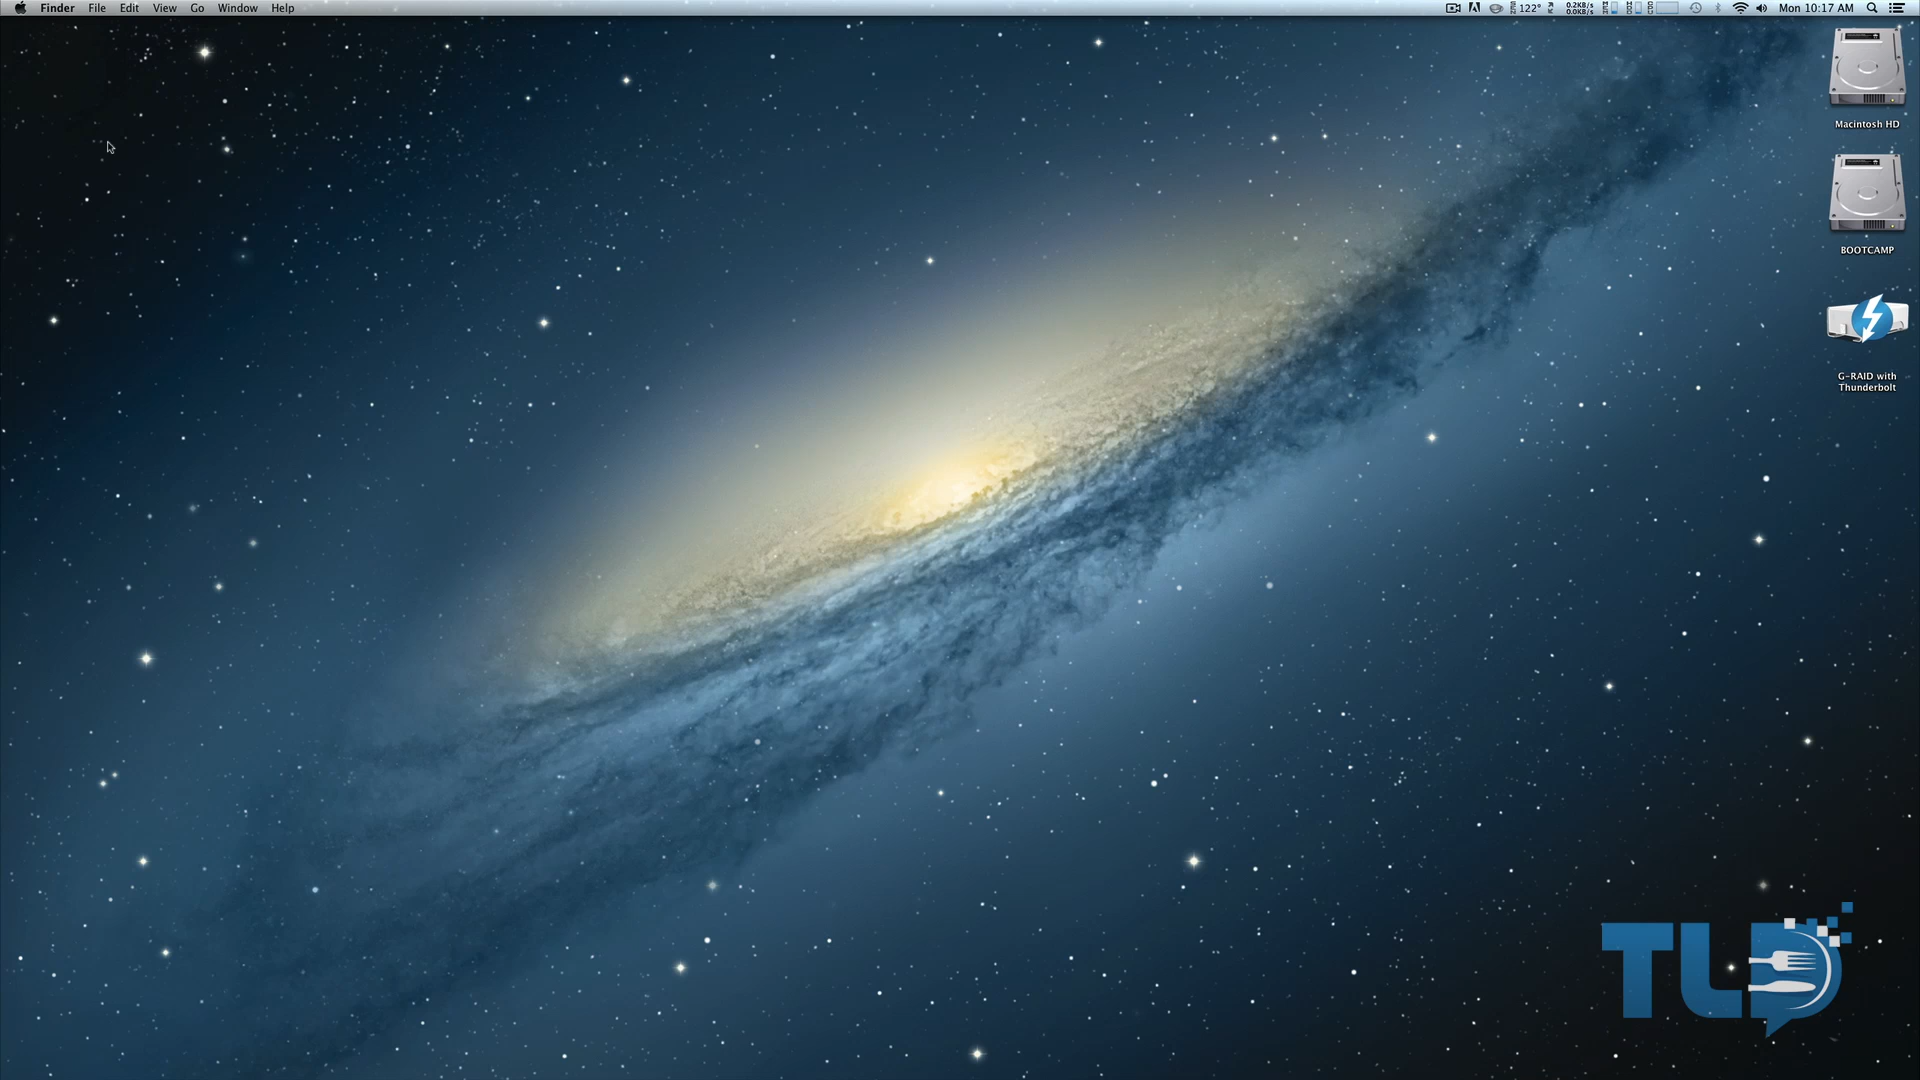 Finder File Edit View Go Window Help
122° 0.2KB/s Mon 10:17 AM
0.0KB/s
Macintosh HD
BOOTCAMP
G-RAID with
Thunderbolt
TLD